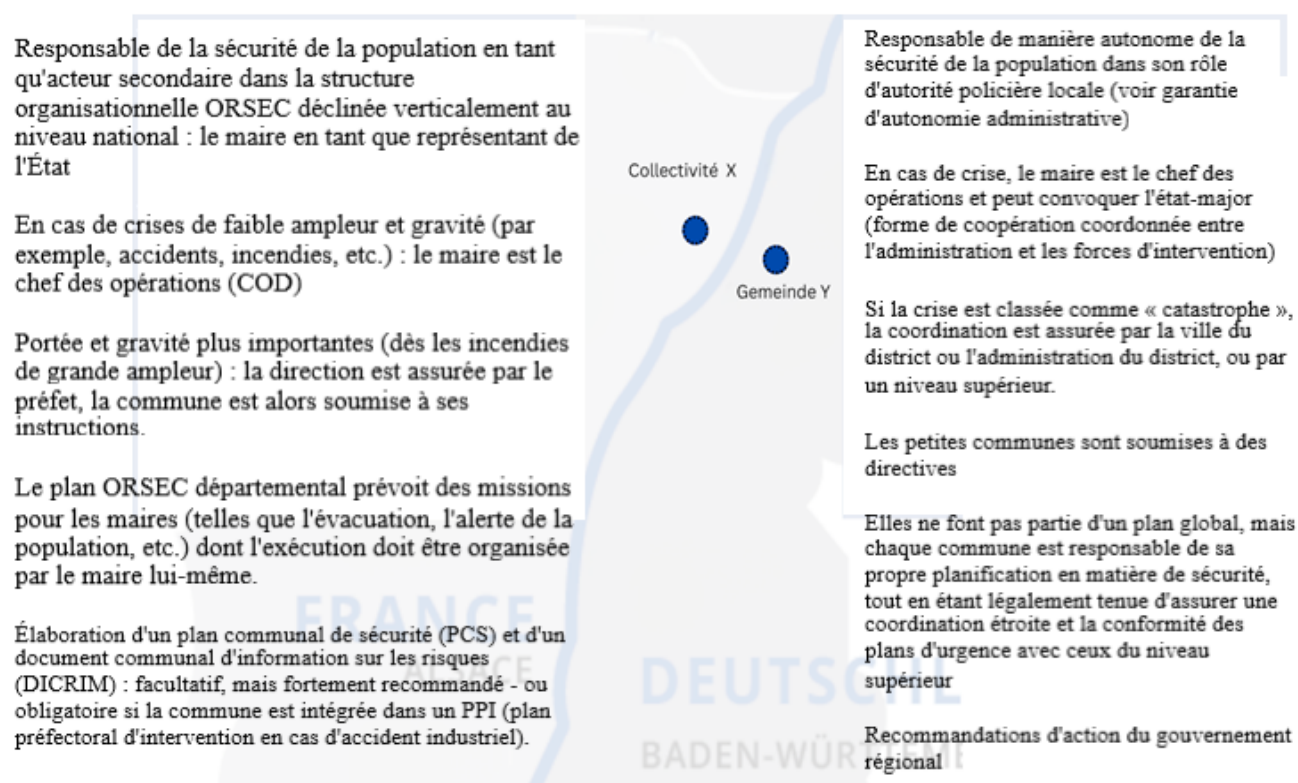 Responsable de la sécurité de la population en tant
qu'acteur secondaire dans la structure
organisationnelle ORSEC déclinée verticalement au
niveau national : le maire en tant que représentant de
l'État
En cas de crises de faible ampleur et gravité (par
exemple, accidents, incendies, etc.) : le maire est le
chef des opérations (COD)
Portée et gravité plus importantes (dès les incendies
de grande ampleur) : la direction est assurée par le
préfet, la commune est alors soumise à ses
instructions.
Le plan ORSEC départemental prévoit des missions
pour les maires (telles que l'évacuation, l'alerte de la
population, etc.) dont l'exécution doit être organisée
par le maire lui-même.
Élaboration d'un plan communal de sécurité (PCS) et d'un
document communal d'information sur les risques
(DICRIM) : facultatif, mais fortement recommandé - ou
obligatoire si la commune est intégrée dans un PPI (plan
préfectoral d'intervention en cas d'accident industriel).
FRANCE
ALSACE
Collectivité X
Gemeinde Y
DEUTSCHL
BADEN-WÜRTTEMB
Responsable de manière autonome de la
sécurité de la population dans son rôle
d'autorité policière locale (voir garantie
d'autonomie administrative)
En cas de crise, le maire est le chef des
opérations et peut convoquer l'état-major
(forme de coopération coordonnée entre
l'administration et les forces d'intervention)
Si la crise est classée comme « catastrophe »,
la coordination est assurée par la ville du
district ou l'administration du district, ou par
un niveau supérieur.
Les petites communes sont soumises à des
directives
Elles ne font pas partie d'un plan global, mais
chaque commune est responsable de sa
propre planification en matière de sécurité,
tout en étant légalement tenue d'assurer une
coordination étroite et la conformité des
plans d'urgence avec ceux du niveau
supérieur
Recommandations d'action du gouvernement
régional